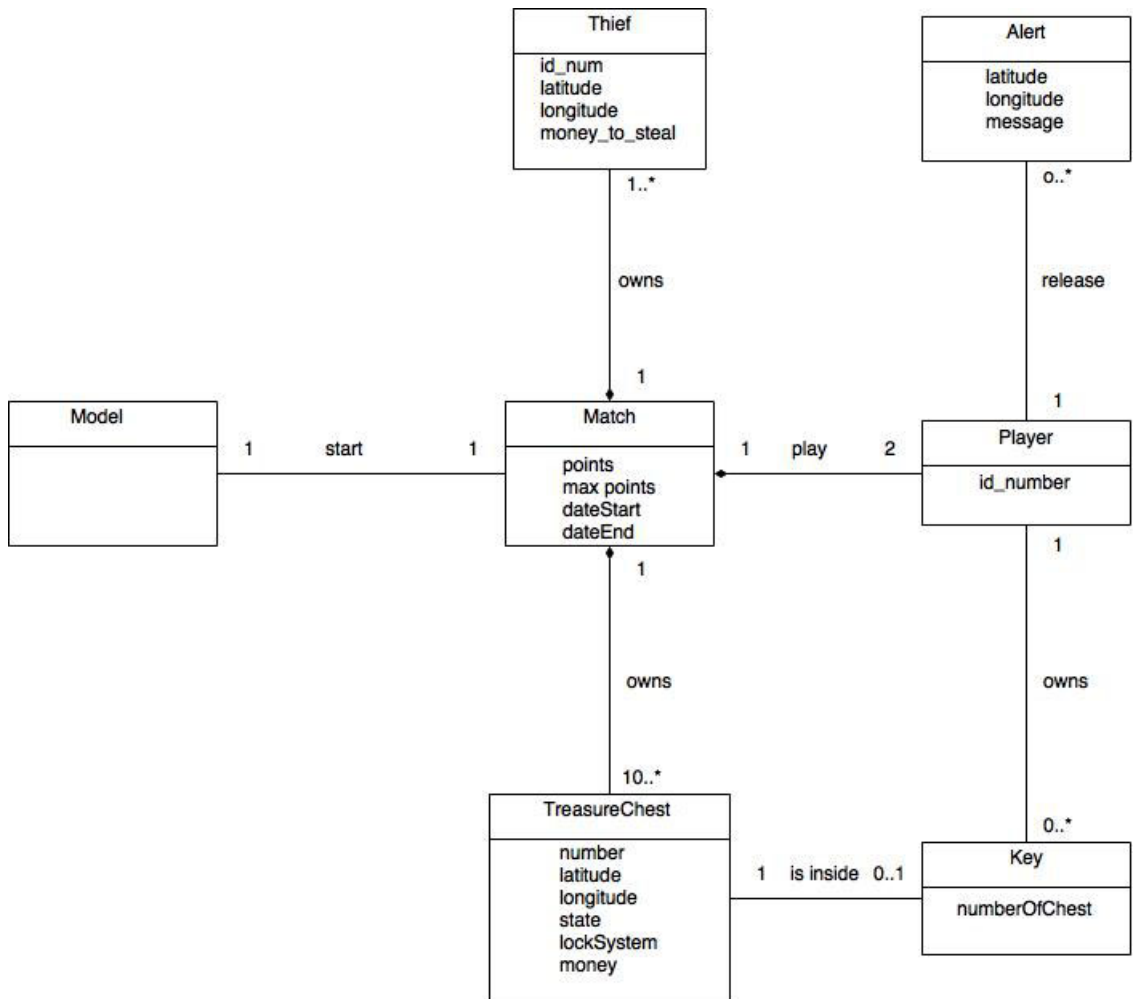 Thief
id_num
latitude
longitude
money_to_steal
Alert
latitude
longitude
message
1..*
o..*
owns
release
1
1
Model
Match
points
max points
dateStart
dateEnd
Player
id_number
1 start 1
1 play 2
1
1
owns
owns
10..*
0..*
TreasureChest
number
latitude
longitude
state
lockSystem
money
1 is inside 0..1
Key
numberOfChest